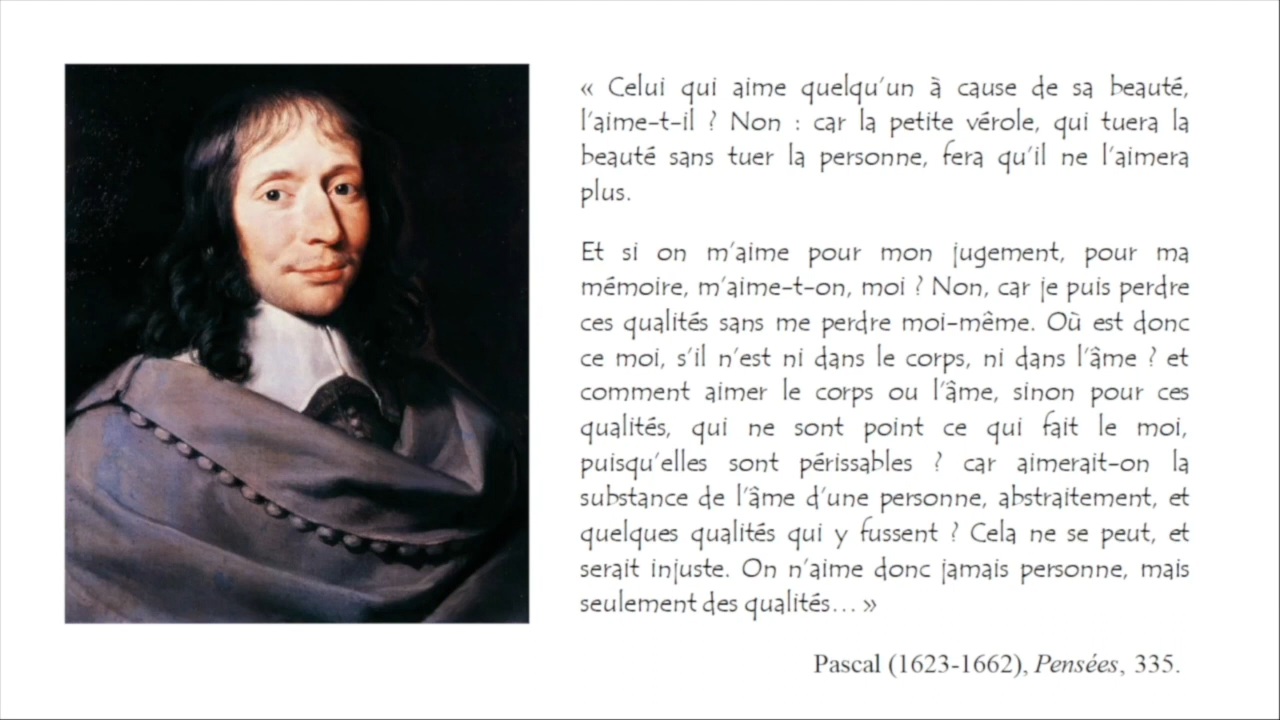 « Celui qui aime quelqu'un à cause de sa beauté,
l'aime-t-il ? Non : car la petite vérole, qui tuera la
beauté sans tuer la personne, fera qu'il ne l'aimera
plus.
Et si on m'aime pour mon jugement, pour ma
mémoire, m'aime-t-on, moi ? Non, car je puis perdre
ces qualités sans me perdre moi-même. Où est donc
ce moi, s'il n'est ni dans le corps, ni dans l'âme ? et
comment aimer le corps ou l'âme, sinon pour ces
qualités, qui ne sont point ce qui fait le moi,
puisqu'elles sont périssables ? car aimerait-on la
substance de l'âme d'une personne, abstraitement, et
quelques qualités qui y fussent ? Cela ne se peut, et
serait injuste. On n'aime donc jamais personne, mais
seulement des qualités… »
Pascal (1623-1662), Pensées, 335.